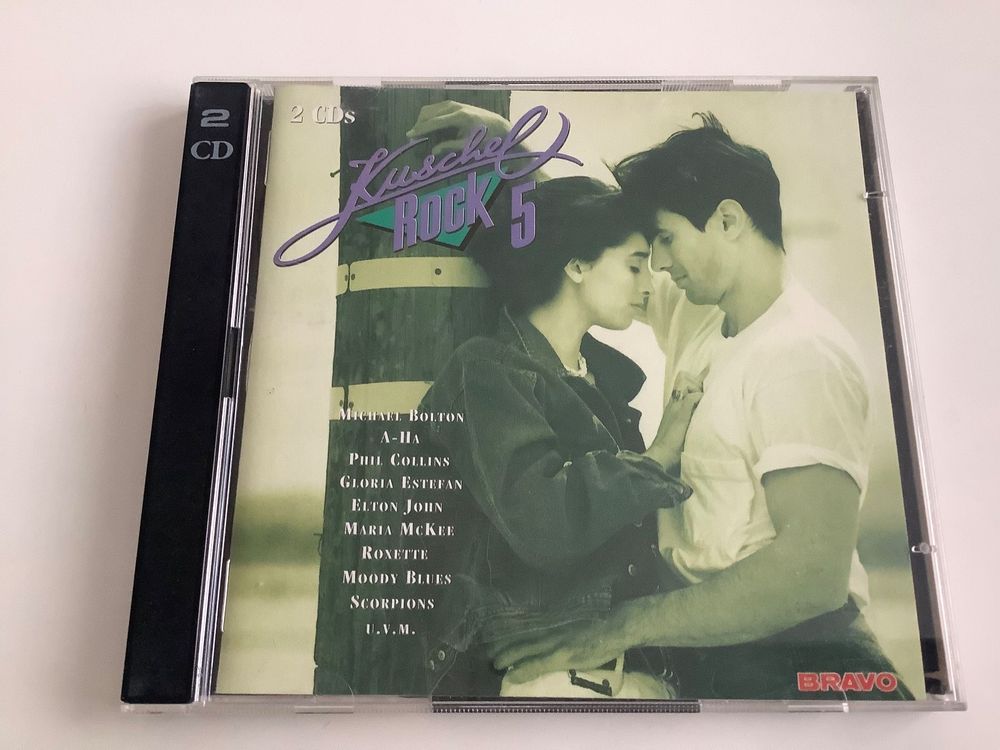 2
CD
2 CDs
Kuschel
ROCK 5
MICHAEL BOLTON
A-HA
PHIL COLLINS
GLORIA ESTEFAN
ELTON JOHN
MARIA MCKEE
ROXETTE
MOODY BLUES
SCORPIONS
U.V.M.
BRAVO